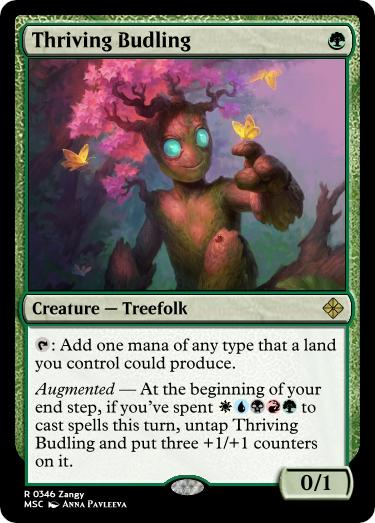 Thriving Budling
Creature — Treefolk
: Add one mana of any type that a land
you control could produce.
Augmented — At the beginning of your
end step, if you've spent to
cast spells this turn, untap Thriving
Budling and put three +1/+1 counters
on it.
0/1
R 0346 Zangy
MSC Anna Pavleeva